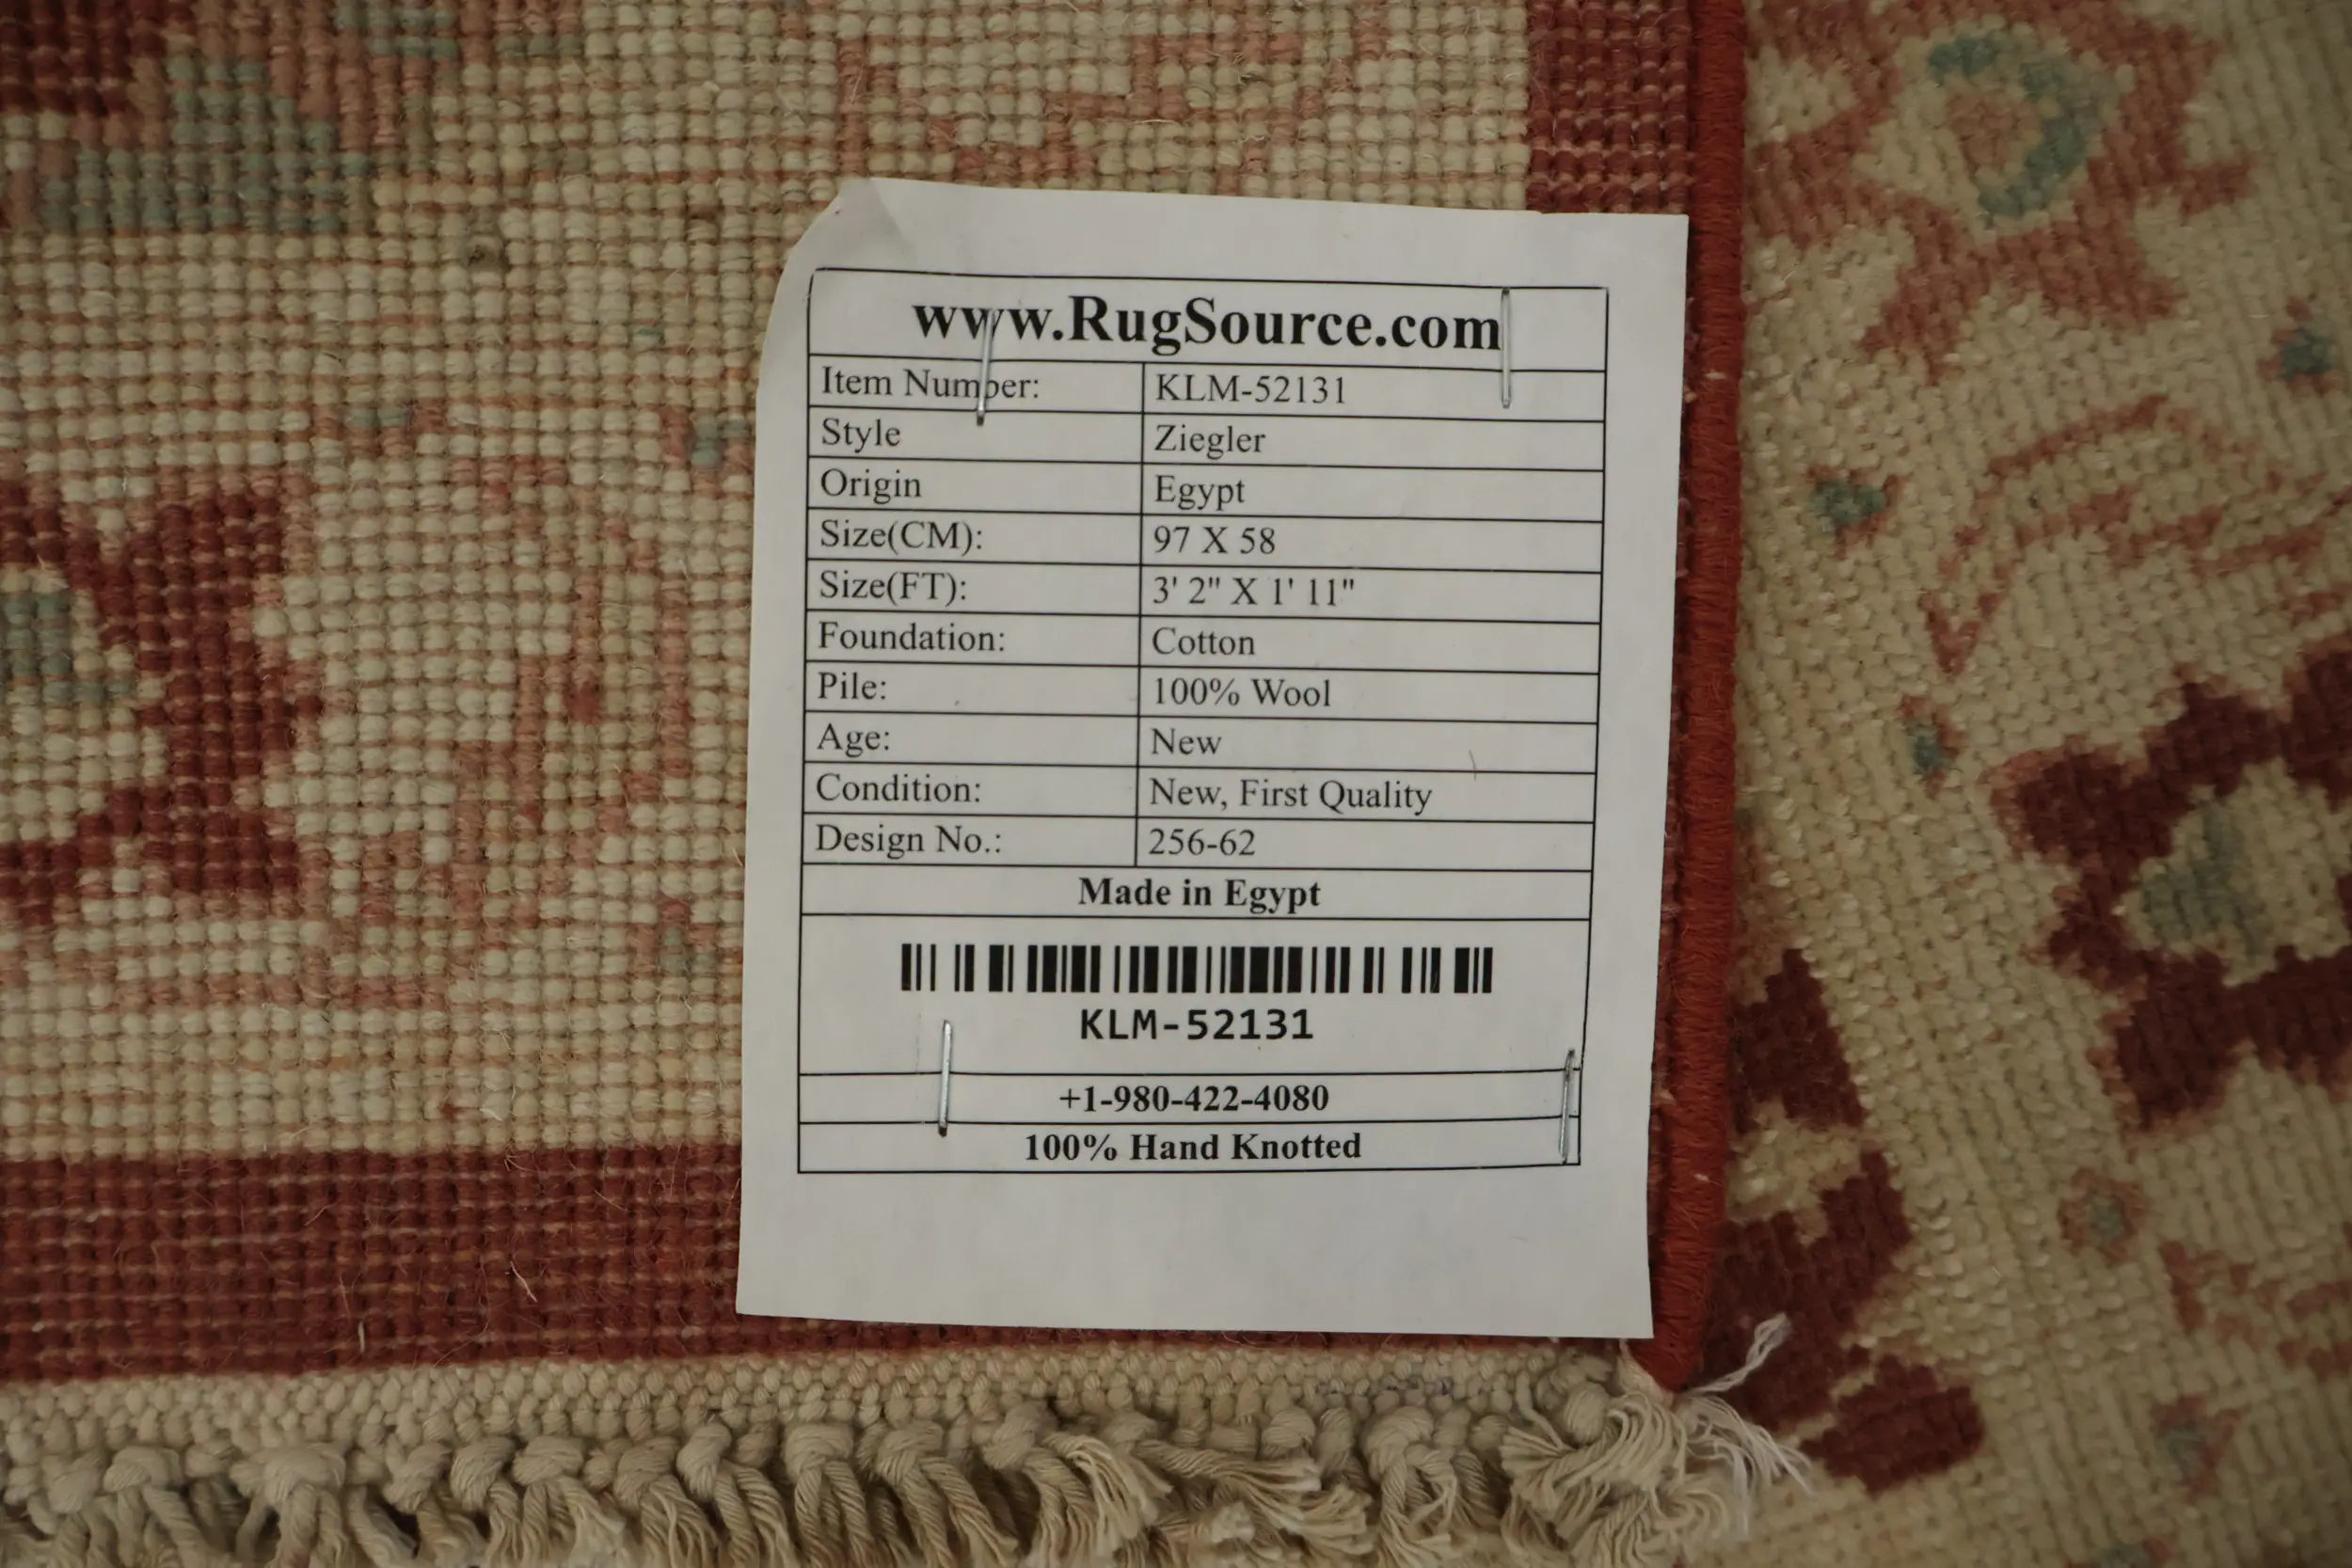 www.RugSource.com
Item Number: KLM-52131
Style Ziegler
Origin Egypt
Size(CM): 97 X 58
Size(FT): 3' 2" X 1' 11"
Foundation: Cotton
Pile: 100% Wool
Age: New
Condition: New, First Quality
Design No.: 256-62
Made in Egypt
KLM-52131
+1-980-422-4080
100% Hand Knotted